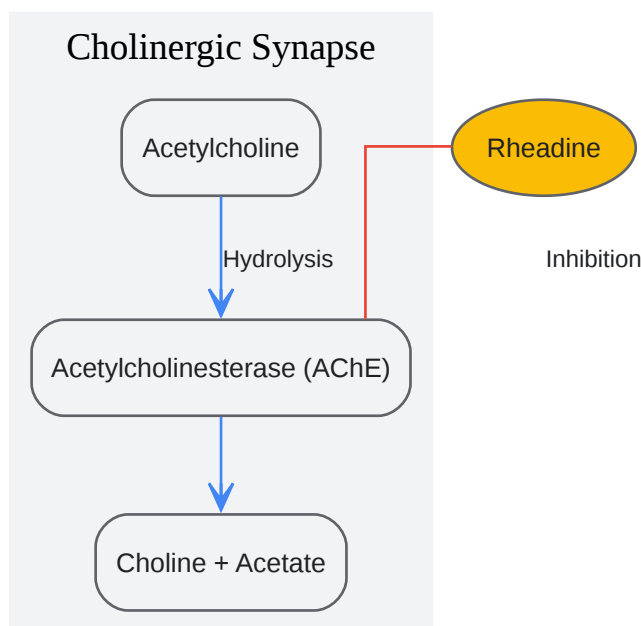 Cholinergic Synapse
Acetylcholine
Rheadine
Hydrolysis
Inhibition
Acetylcholinesterase (AChE)
Choline + Acetate